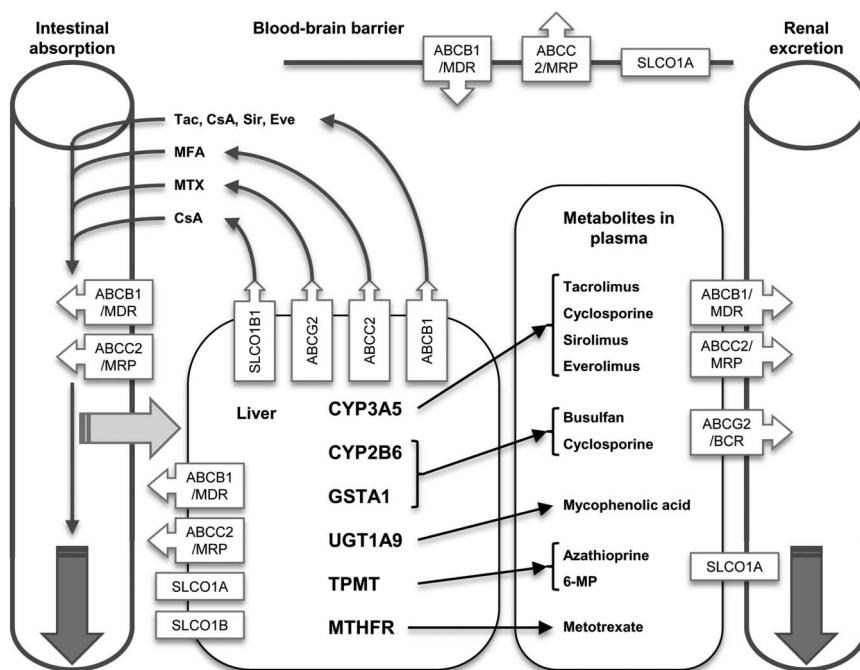 Intestinal
absorption
Blood-brain barrier
ABCB1
/MDR
ABCC
2/MRP
SLCO1A
Renal
excretion
Tac, CsA, Sir, Eve
MFA
MTX
CsA
ABCB1
/MDR
ABCC2
/MRP
SLCO1B1
ABCG2
ABCC2
ABCB1
Liver
CYP3A5
CYP2B6
GSTA1
UGT1A9
TPMT
MTHFR
ABCB1
/MDR
ABCC2
/MRP
SLCO1A
SLCO1B
Metabolites in
plasma
Tacrolimus
Cyclosporine
Sirolimus
Everolimus
Busulfan
Cyclosporine
Mycophenolic acid
Azathioprine
6-MP
Metotrexate
ABCB1/
MDR
ABCC2/
MRP
ABCG2
/BCR
SLCO1A